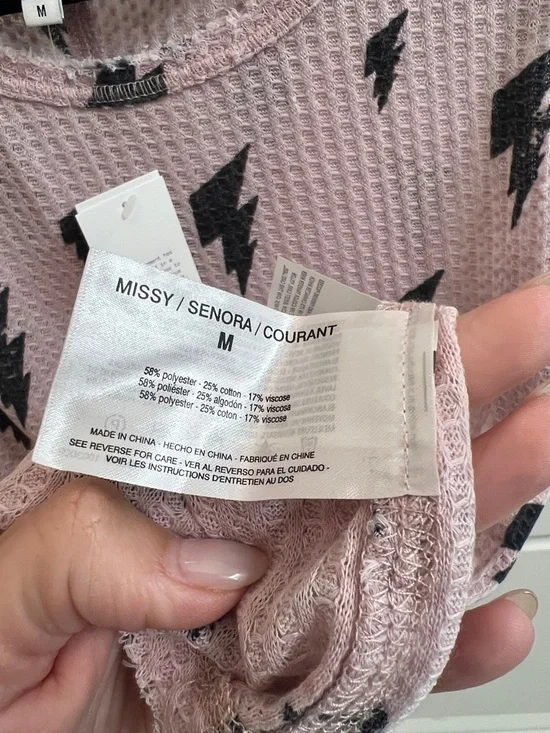 M
MISSY / SENORA / COURANT
M
58% polyester - 25% cotton - 17% viscose
58% poliéster - 25% algodón - 17% viscosa
58% polyester - 25% coton - 17% viscose
MADE IN CHINA - HECHO EN CHINA - FABRIQUÉ EN CHINE
SEE REVERSE FOR CARE - VER AL REVERSO PARA EL CUIDADO -
VOIR LES INSTRUCTIONS D'ENTRETIEN AU DOS